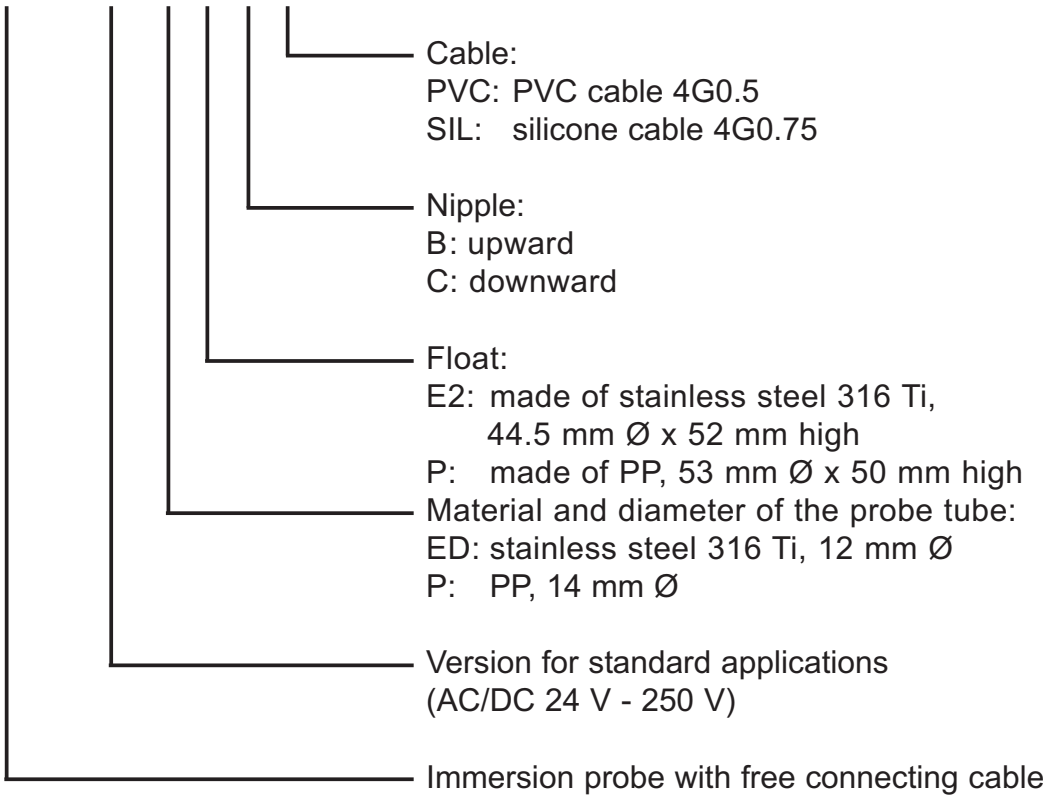 Cable:
PVC: PVC cable 4G0.5
SIL: silicone cable 4G0.75
Nipple:
B: upward
C: downward
Float:
E2: made of stainless steel 316 Ti,
44.5 mm Ø x 52 mm high
P: made of PP, 53 mm Ø x 50 mm high
Material and diameter of the probe tube:
ED: stainless steel 316 Ti, 12 mm Ø
P: PP, 14 mm Ø
Version for standard applications
(AC/DC 24 V - 250 V)
Immersion probe with free connecting cable